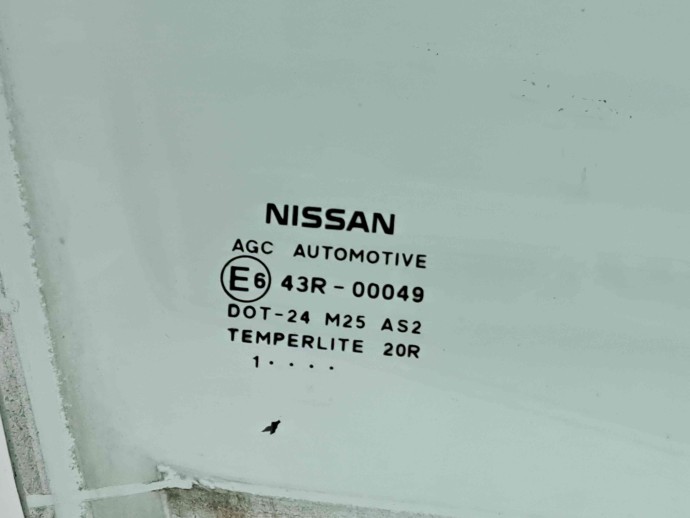 NISSAN
AGC AUTOMOTIVE
E6 43R-00049
DOT-24 M25 AS2
TEMPERLITE 20R
1····